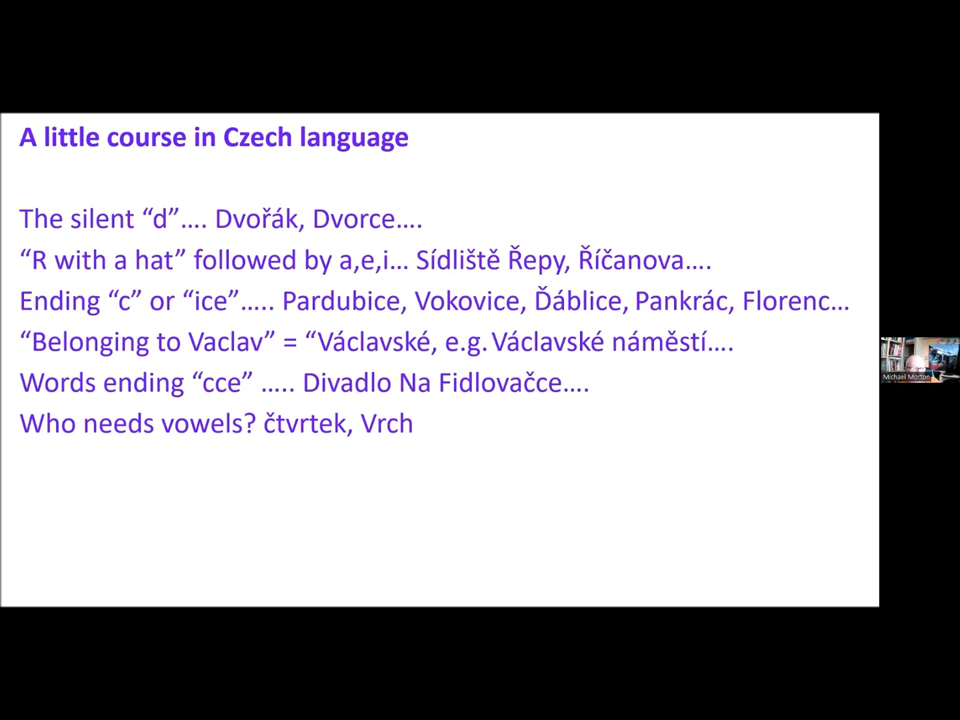 A little course in Czech language
The silent “d”…. Dvořák, Dvorce….
“R with a hat” followed by a,e,i… Sídliště Řepy, Říčanova….
Ending “c” or “ice”….. Pardubice, Vokovice, Ďáblice, Pankrác, Florenc…
“Belonging to Vaclav” = “Václavské, e.g. Václavské náměstí….
Words ending “cce” ….. Divadlo Na Fidlovačce….
Who needs vowels? čtvrtek, Vrch
Michael Morton